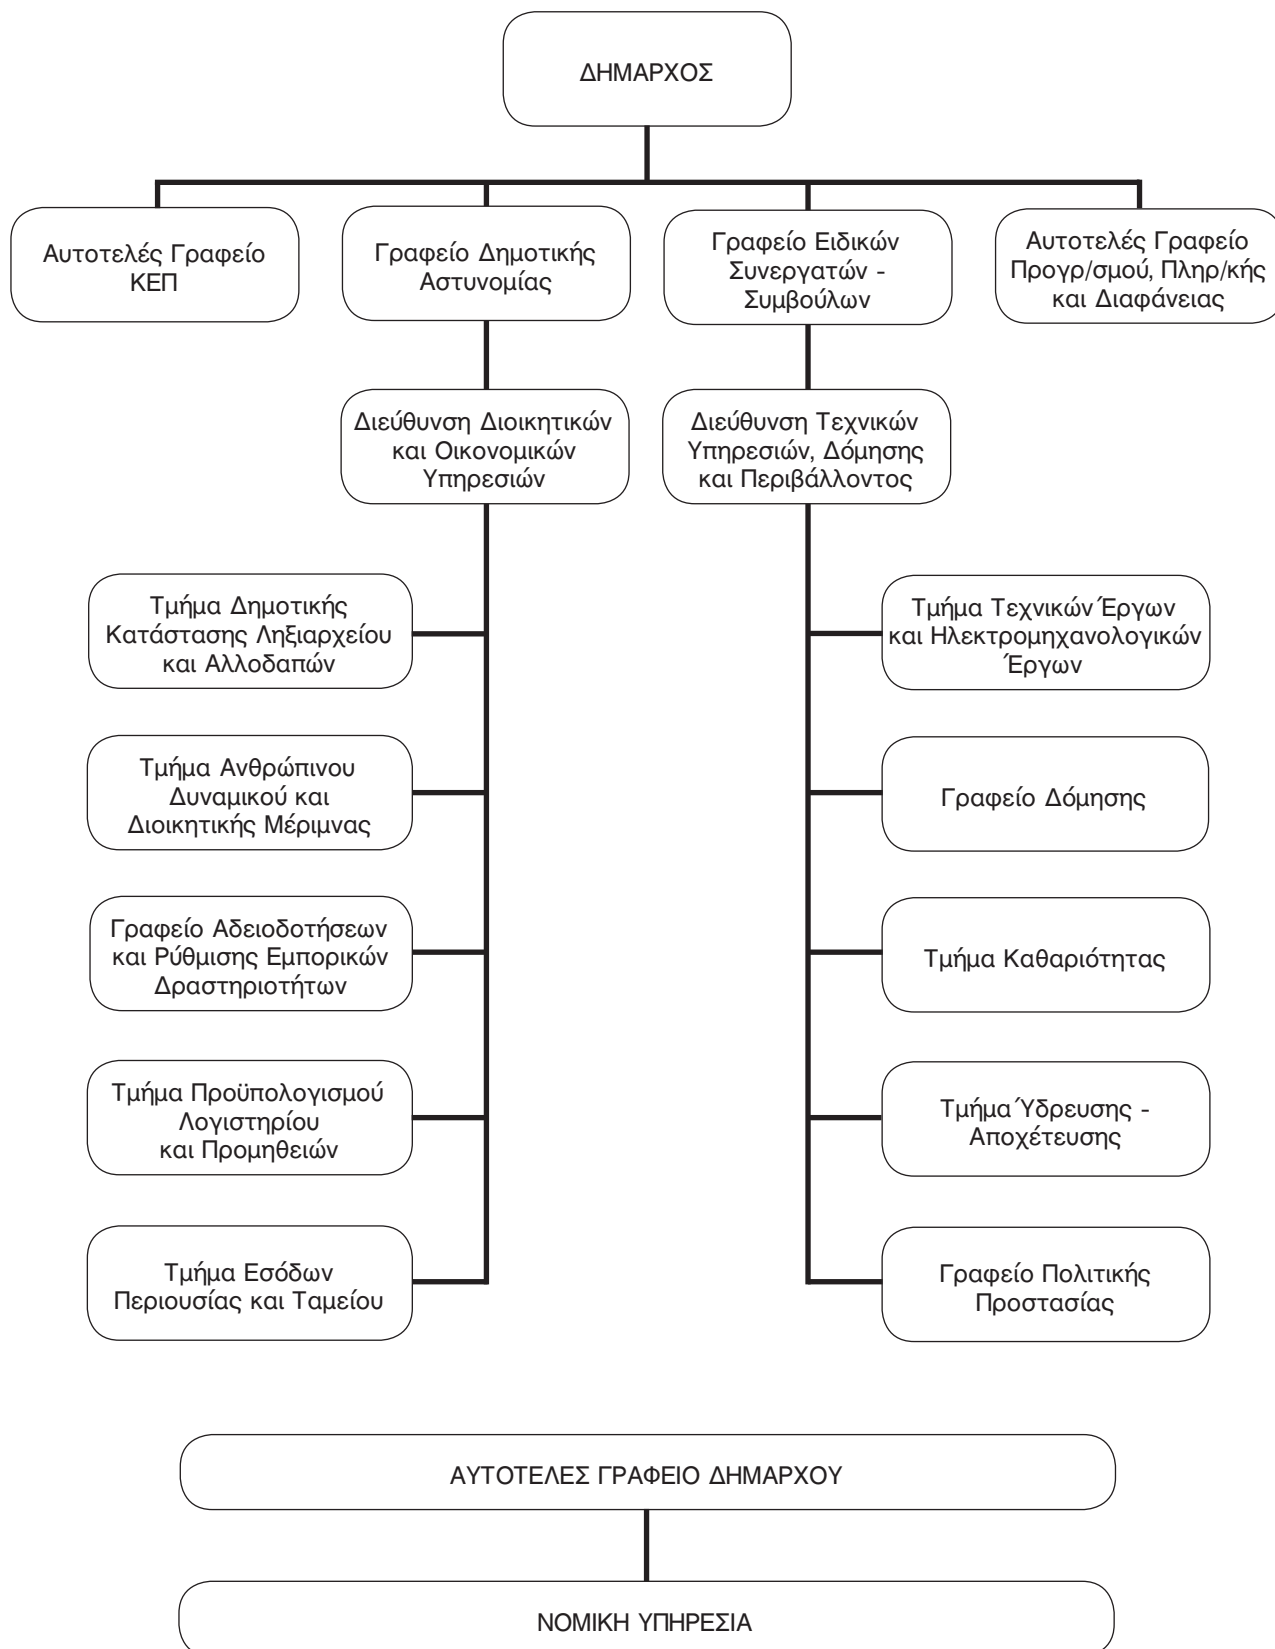 ΔΗΜΑΡΧΟΣ
Αυτοτελές Γραφείο
ΚΕΠ
Γραφείο Δημοτικής
Αστυνομίας
Γραφείο Ειδικών
Συνεργατών -
Συμβούλων
Αυτοτελές Γραφείο
Προγρ/σμού, Πληρ/κής
και Διαφάνειας
Διεύθυνση Διοικητικών
και Οικονομικών
Υπηρεσιών
Διεύθυνση Τεχνικών
Υπηρεσιών, Δόμησης
και Περιβάλλοντος
Τμήμα Δημοτικής
Κατάστασης Ληξιαρχείου
και Αλλοδαπών
Τμήμα Ανθρώπινου
Δυναμικού και
Διοικητικής Μέριμνας
Γραφείο Αδειοδοτήσεων
και Ρύθμισης Εμπορικών
Δραστηριοτήτων
Τμήμα Προϋπολογισμού
Λογιστηρίου
και Προμηθειών
Τμήμα Εσόδων
Περιουσίας και Ταμείου
Τμήμα Τεχνικών Έργων
και Ηλεκτρομηχανολογικών
Έργων
Γραφείο Δόμησης
Τμήμα Καθαριότητας
Τμήμα Ύδρευσης -
Αποχέτευσης
Γραφείο Πολιτικής
Προστασίας
ΑΥΤΟΤΕΛΕΣ ΓΡΑΦΕΙΟ ΔΗΜΑΡΧΟΥ
ΝΟΜΙΚΗ ΥΠΗΡΕΣΙΑ